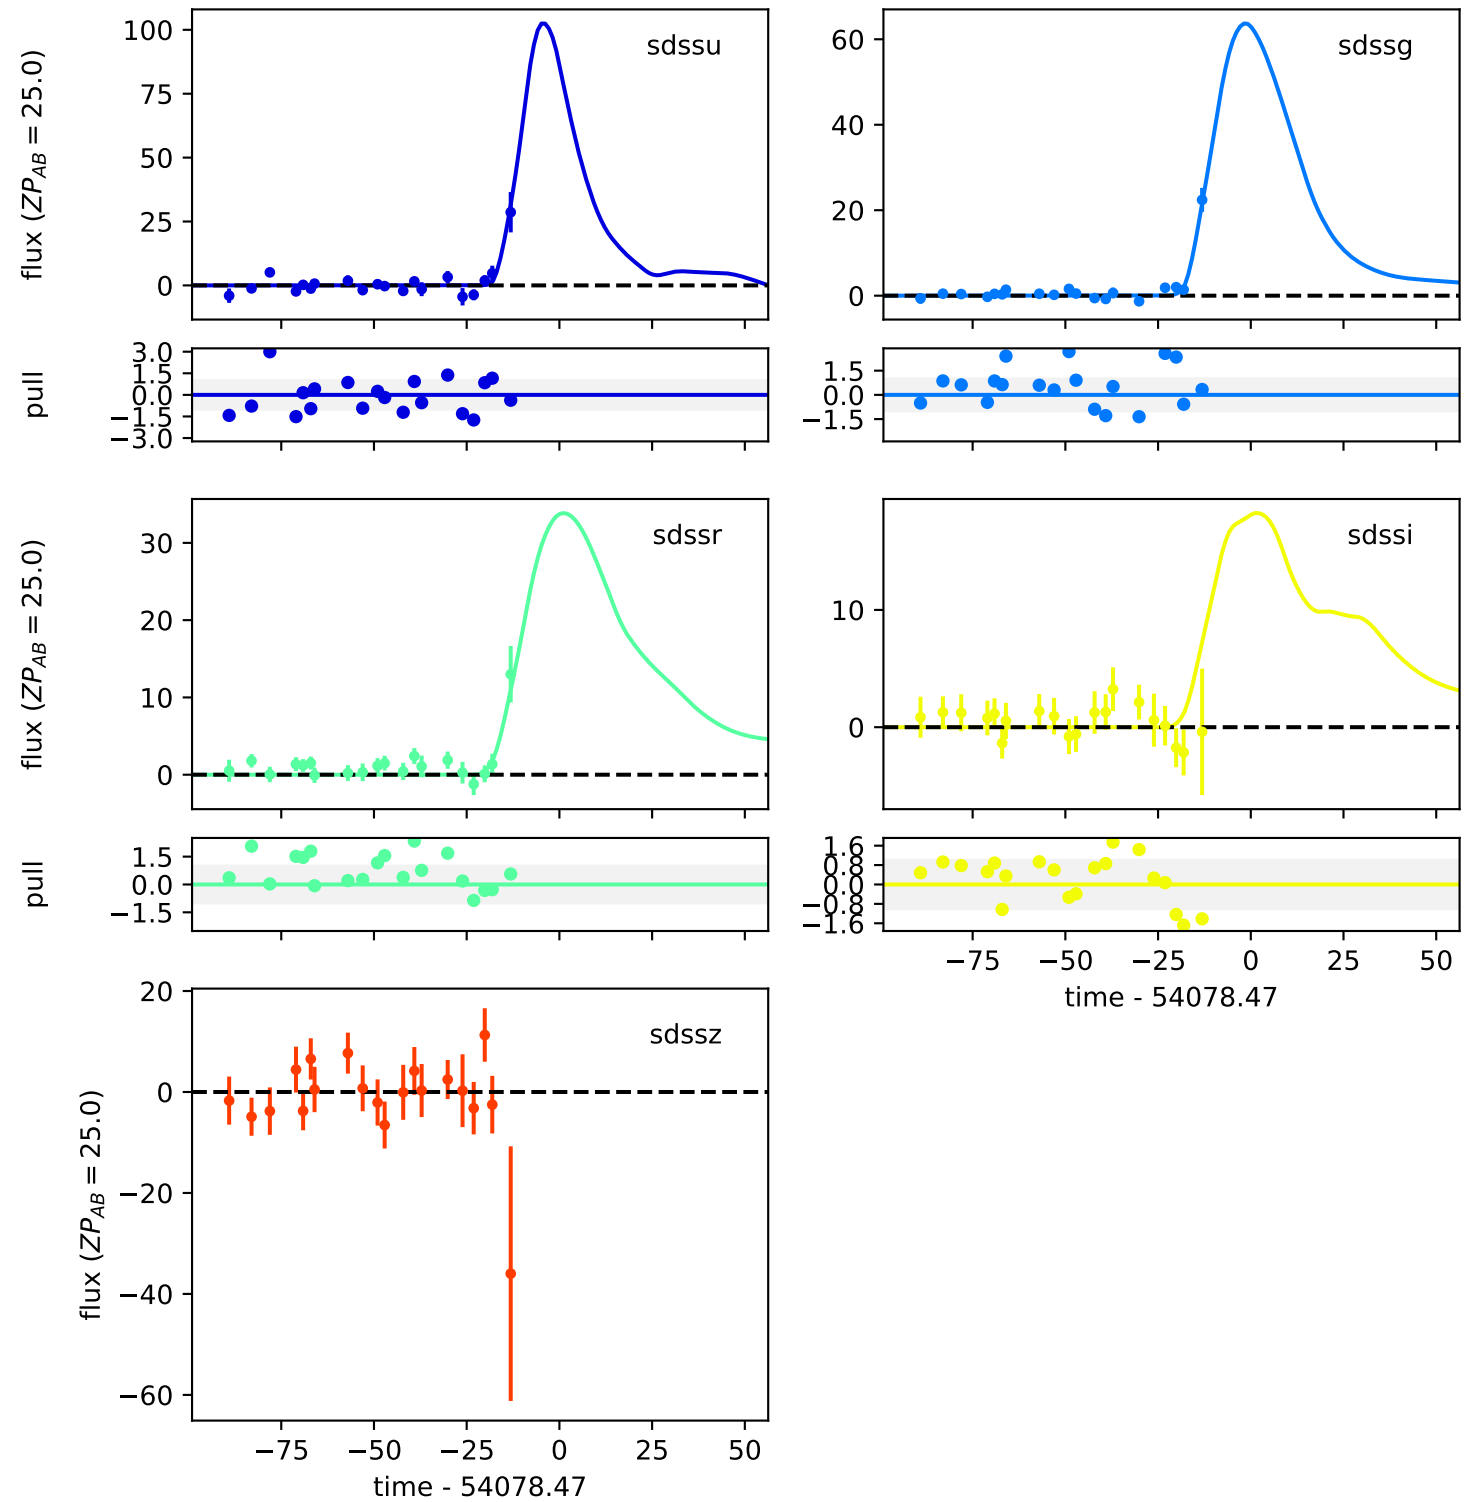 sdssu
flux (ZP_AB = 25.0)
100
75
50
25
0
sdssg
60
40
20
0
pull
3.0
1.5
0.0
−1.5
−3.0
1.5
0.0
−1.5
sdssr
flux (ZP_AB = 25.0)
30
20
10
0
sdssi
10
0
pull
1.5
0.0
−1.5
1.6
0.8
0.0
−0.8
−1.6
−75 −50 −25 0 25 50
time - 54078.47
sdssz
flux (ZP_AB = 25.0)
20
0
−20
−40
−60
−75 −50 −25 0 25 50
time - 54078.47